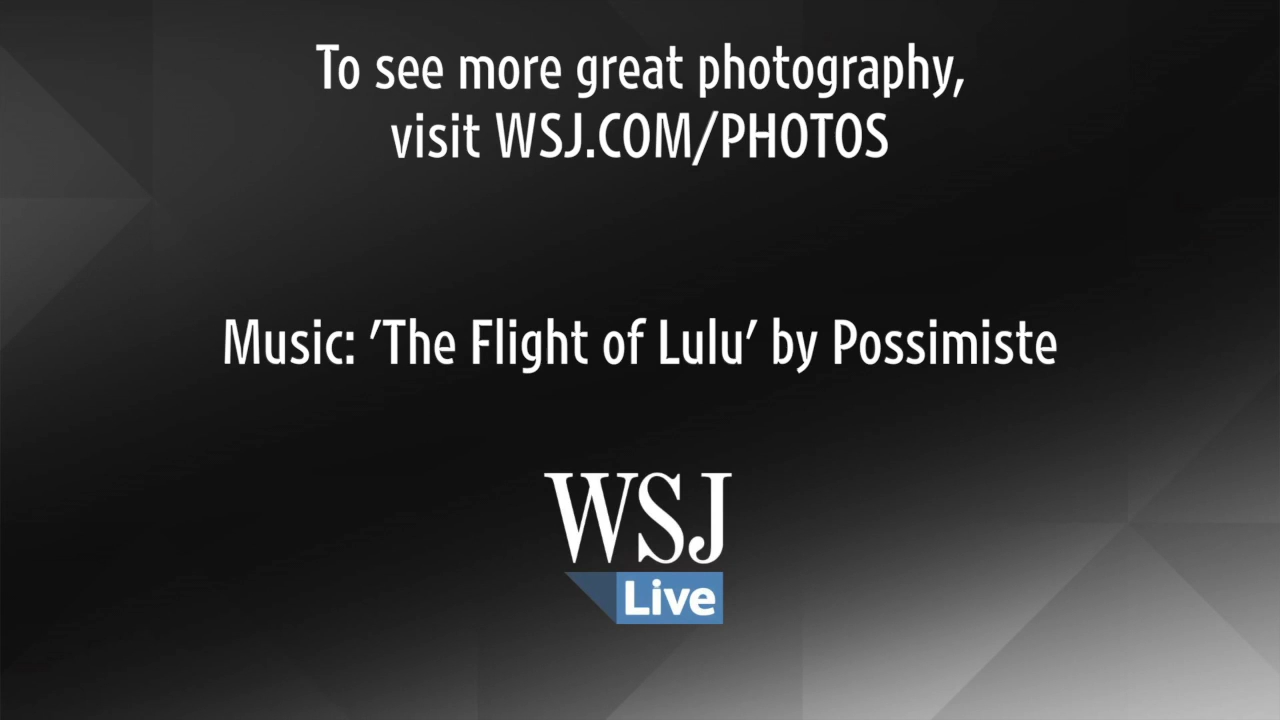 To see more great photography,
visit WSJ.COM/PHOTOS
Music: 'The Flight of Lulu' by Possimiste
WSJ
Live